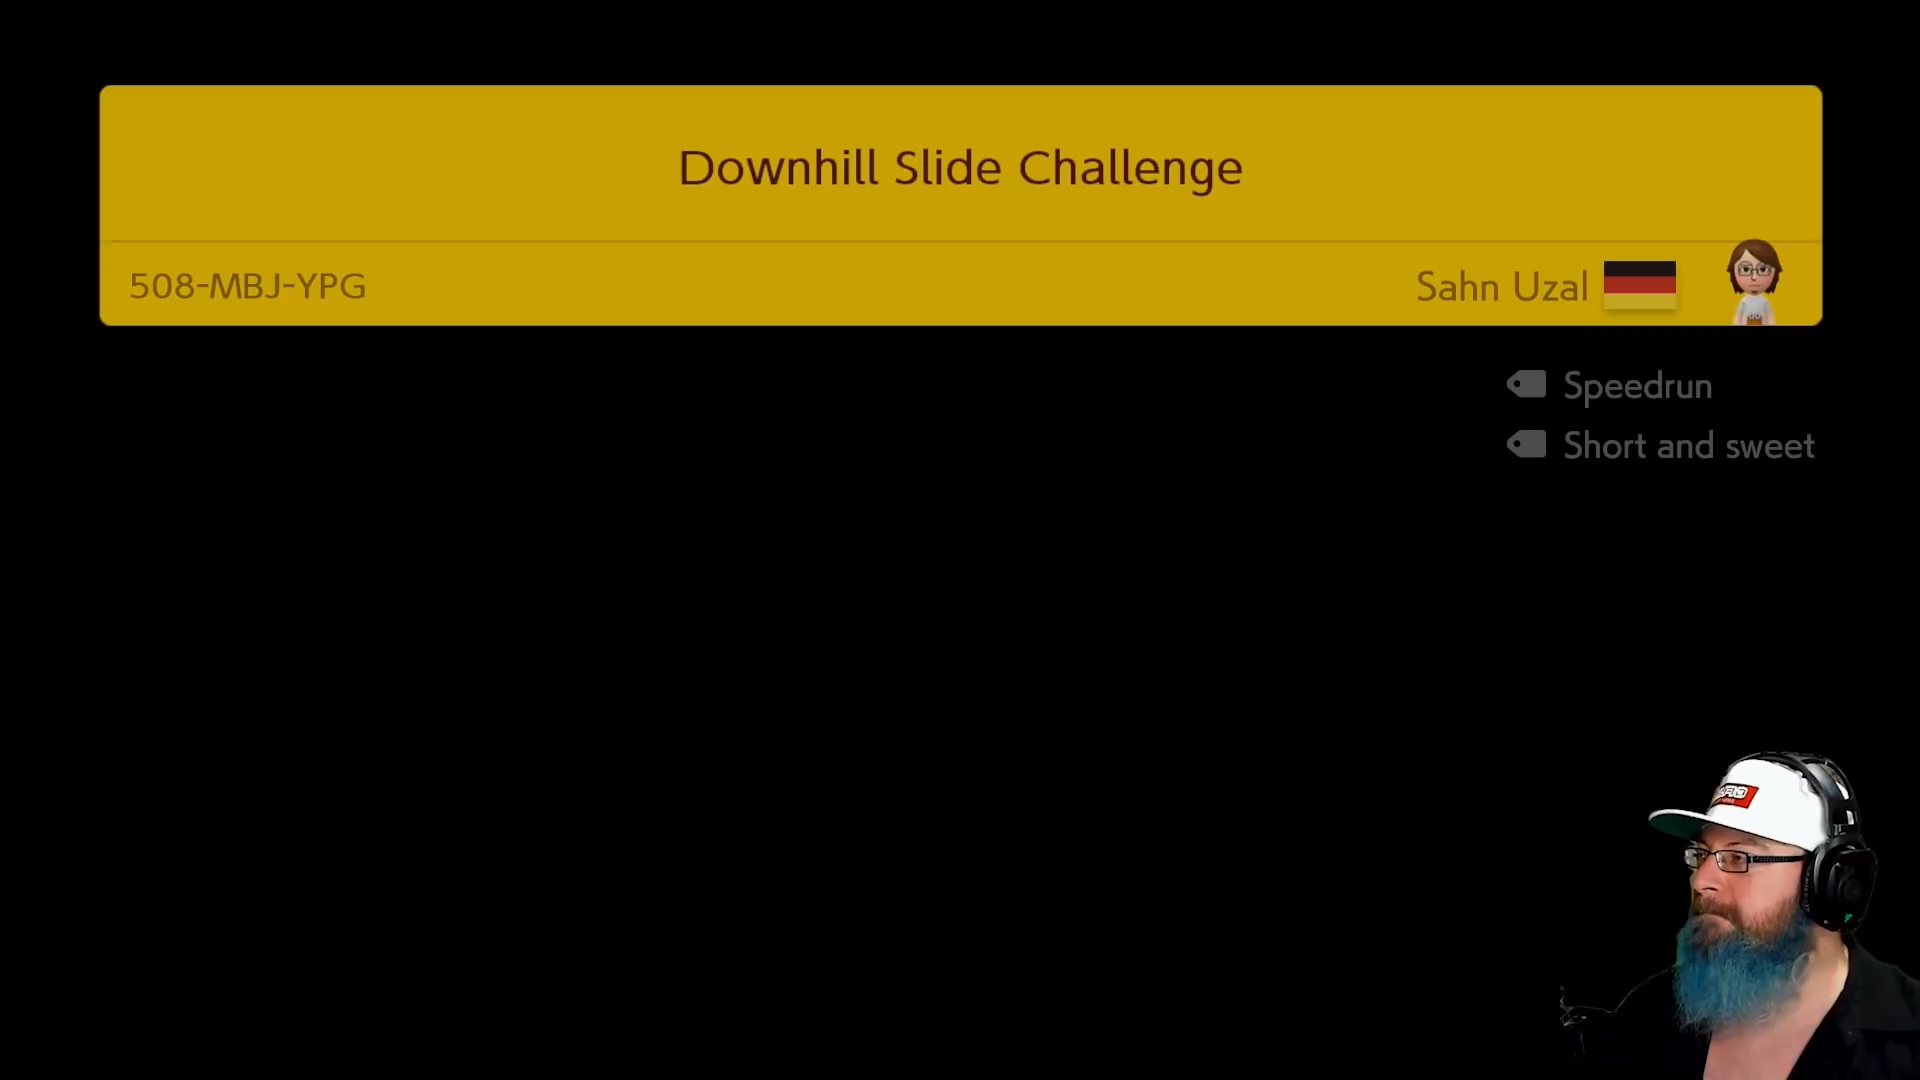 Downhill Slide Challenge
508-MBJ-YPG
Sahn Uzal
Speedrun
Short and sweet